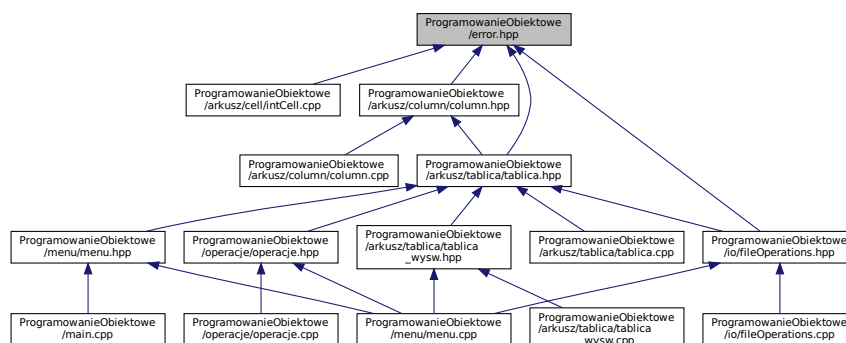 ProgramowanieObiektowe
/error.hpp
ProgramowanieObiektowe
/arkusz/cell/intCell.cpp
ProgramowanieObiektowe
/arkusz/column/column.hpp
ProgramowanieObiektowe
/arkusz/column/column.cpp
ProgramowanieObiektowe
/arkusz/tablica/tablica.hpp
ProgramowanieObiektowe
/menu/menu.hpp
ProgramowanieObiektowe
/operacje/operacje.hpp
ProgramowanieObiektowe
/arkusz/tablica/tablica
_wysw.hpp
ProgramowanieObiektowe
/arkusz/tablica/tablica.cpp
ProgramowanieObiektowe
/io/fileOperations.hpp
ProgramowanieObiektowe
/main.cpp
ProgramowanieObiektowe
/operacje/operacje.cpp
ProgramowanieObiektowe
/menu/menu.cpp
ProgramowanieObiektowe
/arkusz/tablica/tablica
_wysw.cpp
ProgramowanieObiektowe
/io/fileOperations.cpp